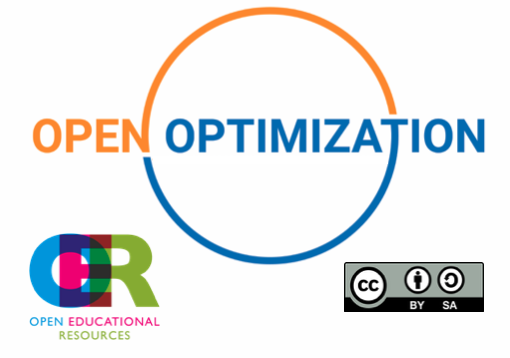 OPEN OPTIMIZATION
OER
OPEN EDUCATIONAL
RESOURCES
cc
BY SA